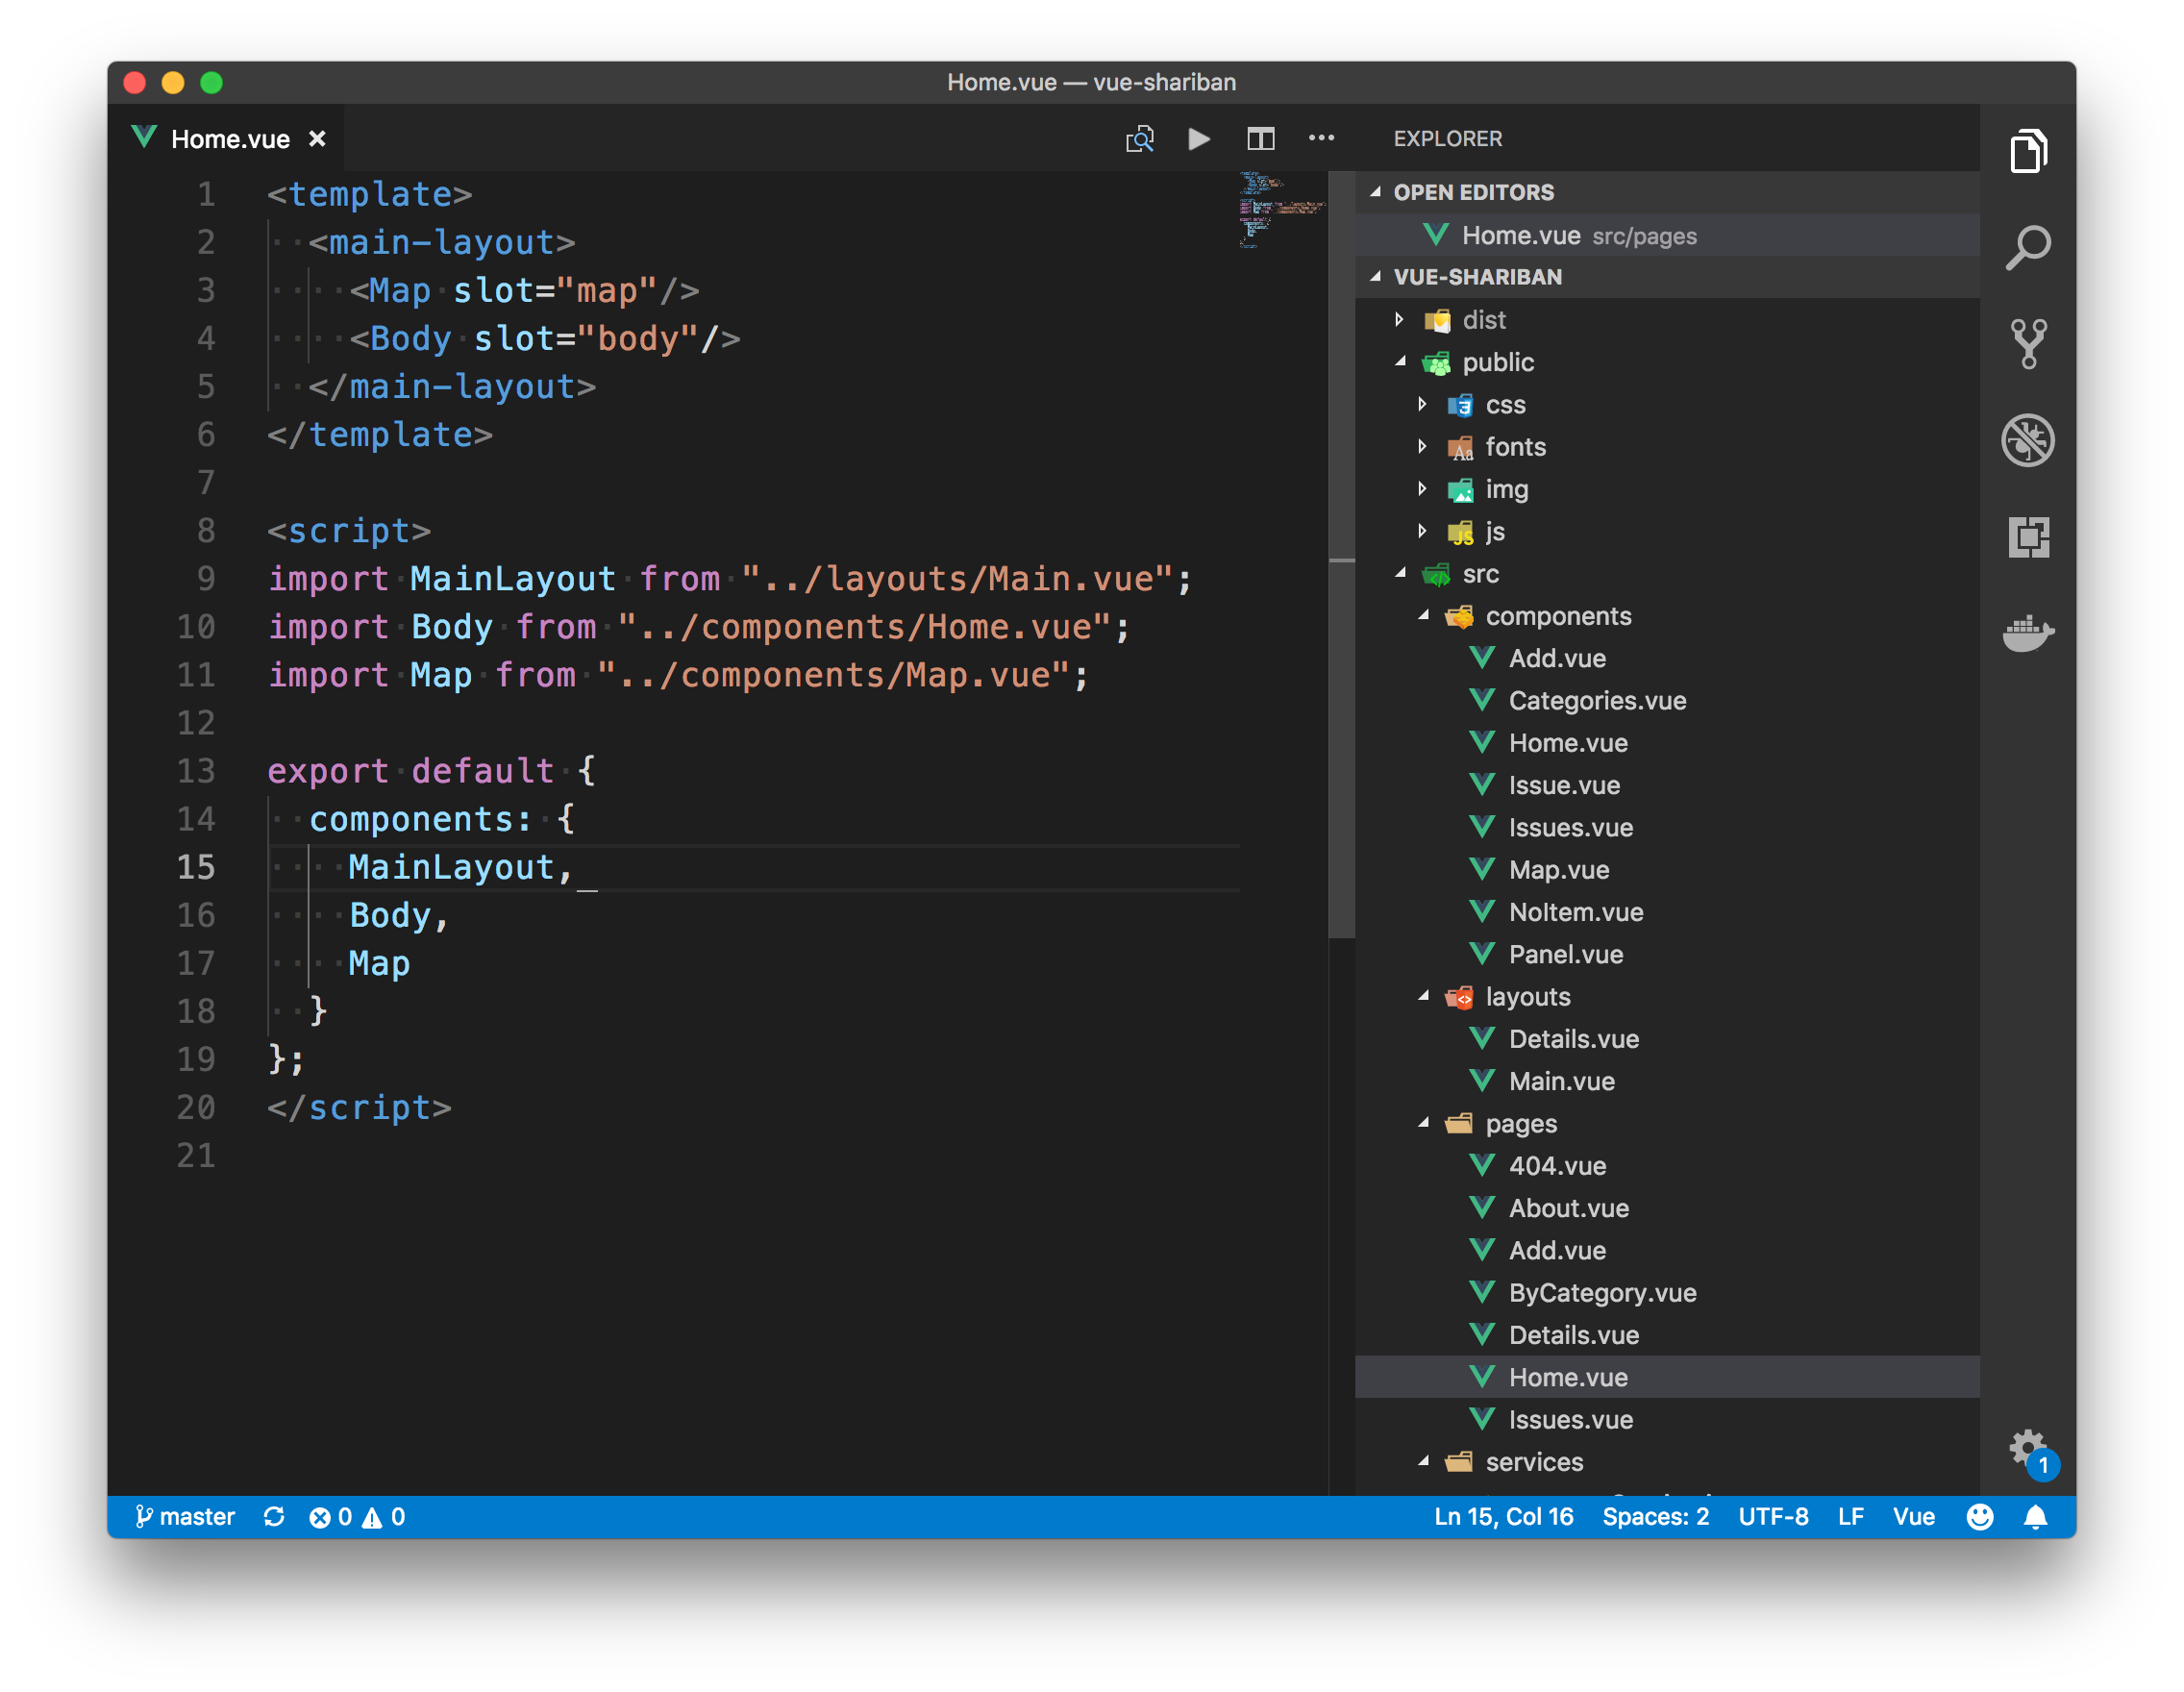 Home.vue — vue-shariban
Home.vue ×
1 <template>
2 <main-layout>
3 <Map slot="map"/>
4 <Body slot="body"/>
5 </main-layout>
6 </template>
7
8 <script>
9 import MainLayout from "../layouts/Main.vue";
10 import Body from "../components/Home.vue";
11 import Map from "../components/Map.vue";
12
13 export default {
14 components: {
15 MainLayout,
16 Body,
17 Map
18 }
19 };
20 </script>
21
EXPLORER
OPEN EDITORS
Home.vue src/pages
VUE-SHARIBAN
dist
public
css
fonts
img
js
src
components
Add.vue
Categories.vue
Home.vue
Issue.vue
Issues.vue
Map.vue
NoItem.vue
Panel.vue
layouts
Details.vue
Main.vue
pages
404.vue
About.vue
Add.vue
ByCategory.vue
Details.vue
Home.vue
Issues.vue
services
1
master 0 0 Ln 15, Col 16 Spaces: 2 UTF-8 LF Vue